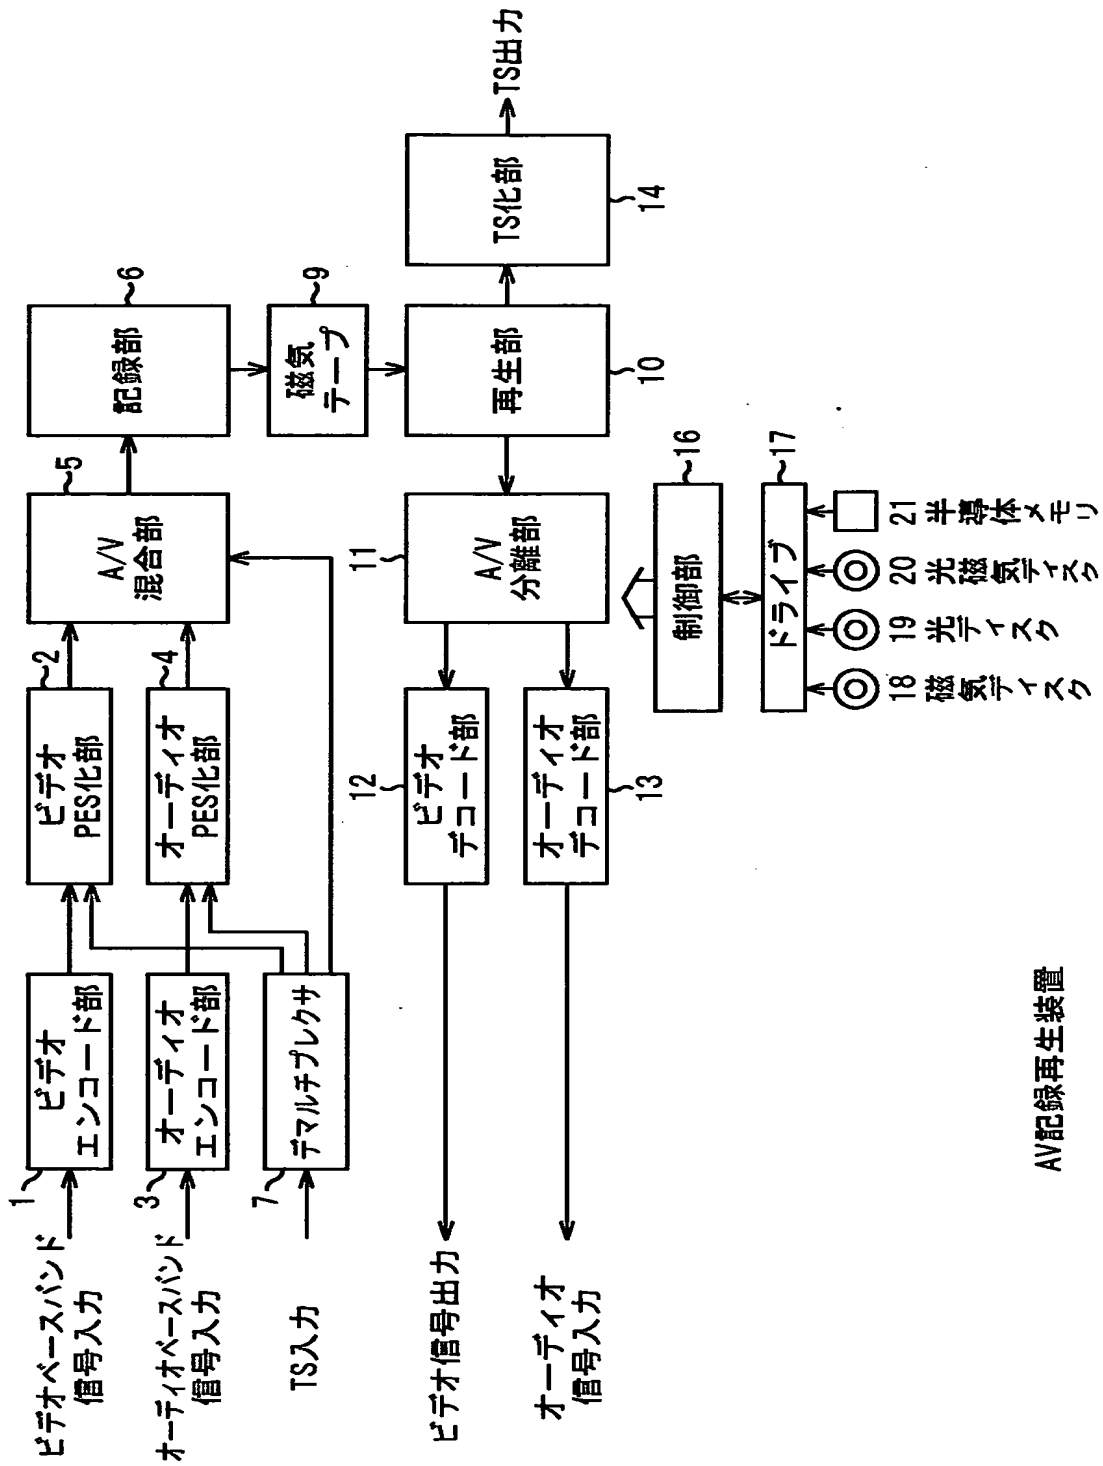 ビデオベースバンド
信号入力
1
ビデオ
エンコード部
ビデオ
PES化部
2
A/V
混合部
5
記録部
6
オーディオベースバンド
信号入力
3
オーディオ
エンコード部
オーディオ
PES化部
4
TS入力
7
デマルチプレクサ
磁気
テープ
9
ビデオ信号出力
12
ビデオ
デコード部
11
A/V
分離部
再生部
10
TS化部
14
TS出力
オーディオ
信号入力
オーディオ
デコード部
13
制御部
16
ドライブ
17
18 磁気ディスク
19 光ディスク
20 光磁気ディスク
21 半導体メモリ
AV記録再生装置